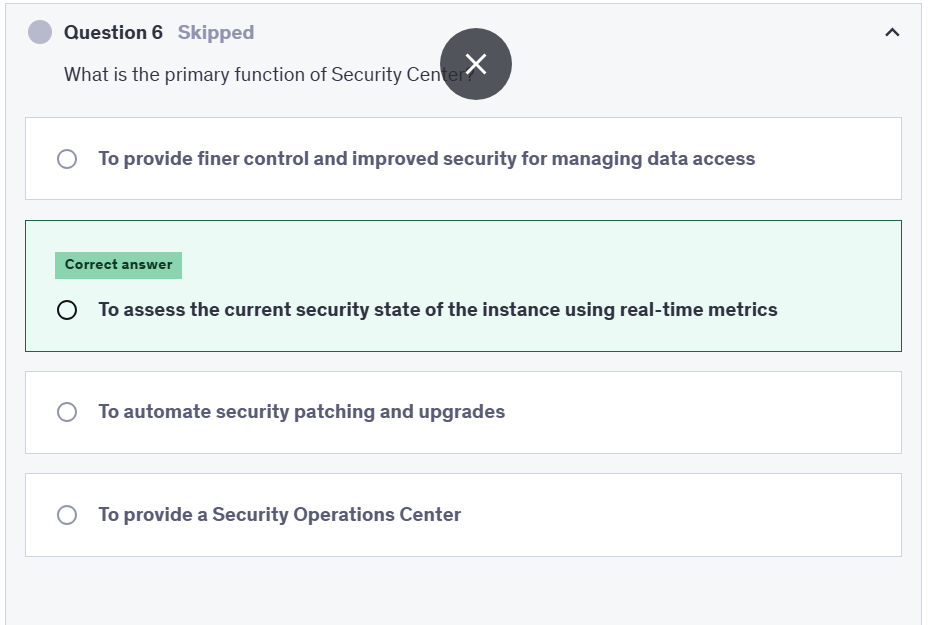 Question 6 Skipped
What is the primary function of Security Center?
To provide finer control and improved security for managing data access
Correct answer
To assess the current security state of the instance using real-time metrics
To automate security patching and upgrades
To provide a Security Operations Center